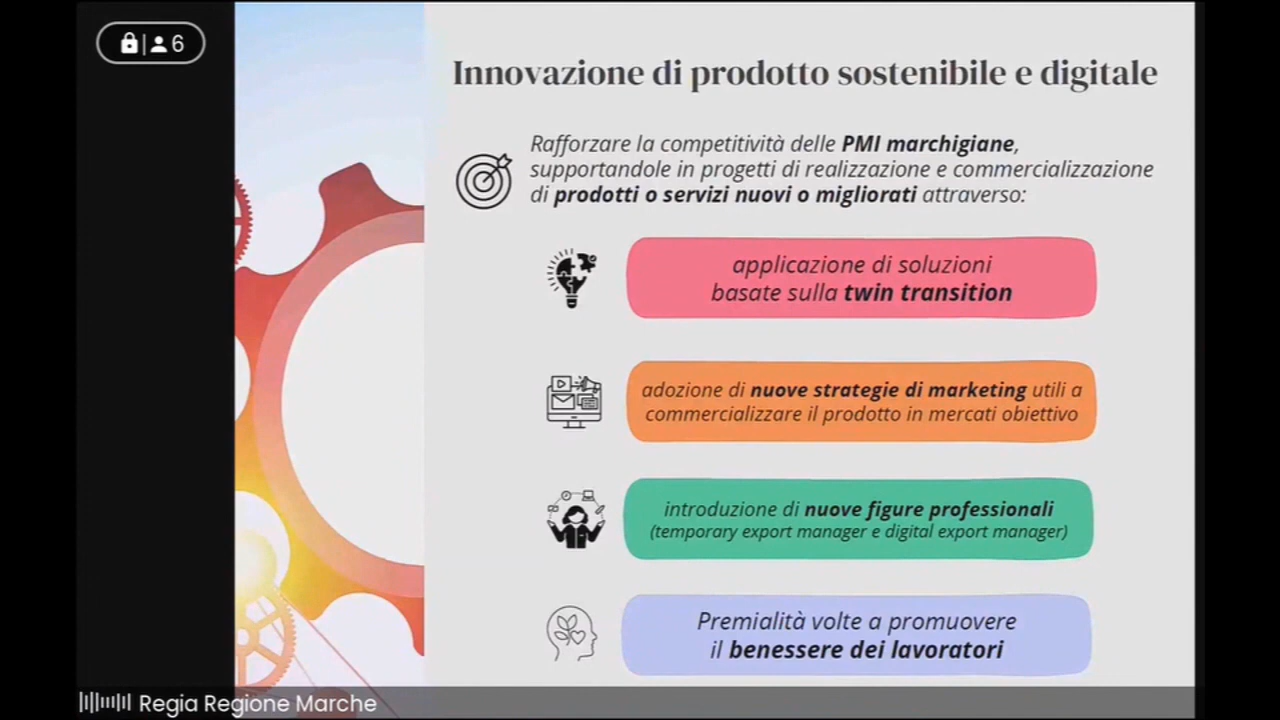 6
Innovazione di prodotto sostenibile e digitale
Rafforzare la competitività delle PMI marchigiane,
supportandole in progetti di realizzazione e commercializzazione
di prodotti o servizi nuovi o migliorati attraverso:
applicazione di soluzioni
basate sulla twin transition
adozione di nuove strategie di marketing utili a
commercializzare il prodotto in mercati obiettivo
introduzione di nuove figure professionali
(temporary export manager e digital export manager)
Premialità volte a promuovere
il benessere dei lavoratori
Regia Regione Marche